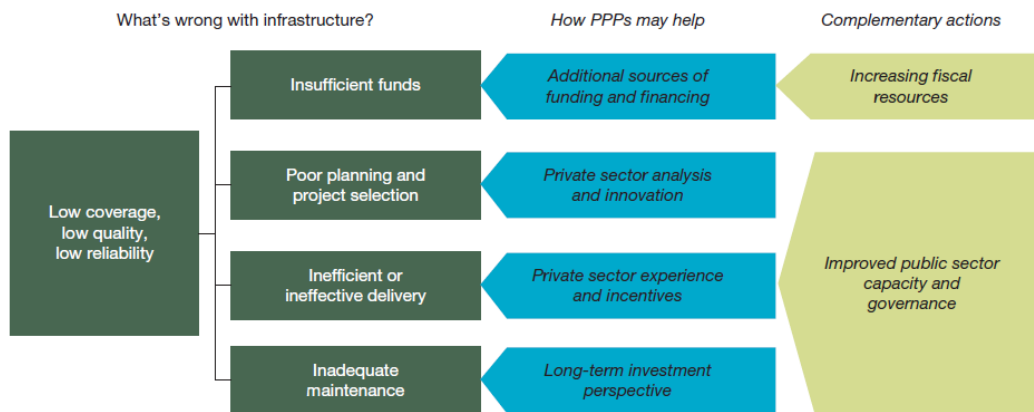 What’s wrong with infrastructure?
How PPPs may help
Complementary actions
Insufficient funds
Additional sources of
funding and financing
Increasing fiscal
resources
Low coverage,
low quality,
low reliability
Poor planning and
project selection
Private sector analysis
and innovation
Inefficient or
ineffective delivery
Private sector experience
and incentives
Improved public sector
capacity and
governance
Inadequate
maintenance
Long-term investment
perspective